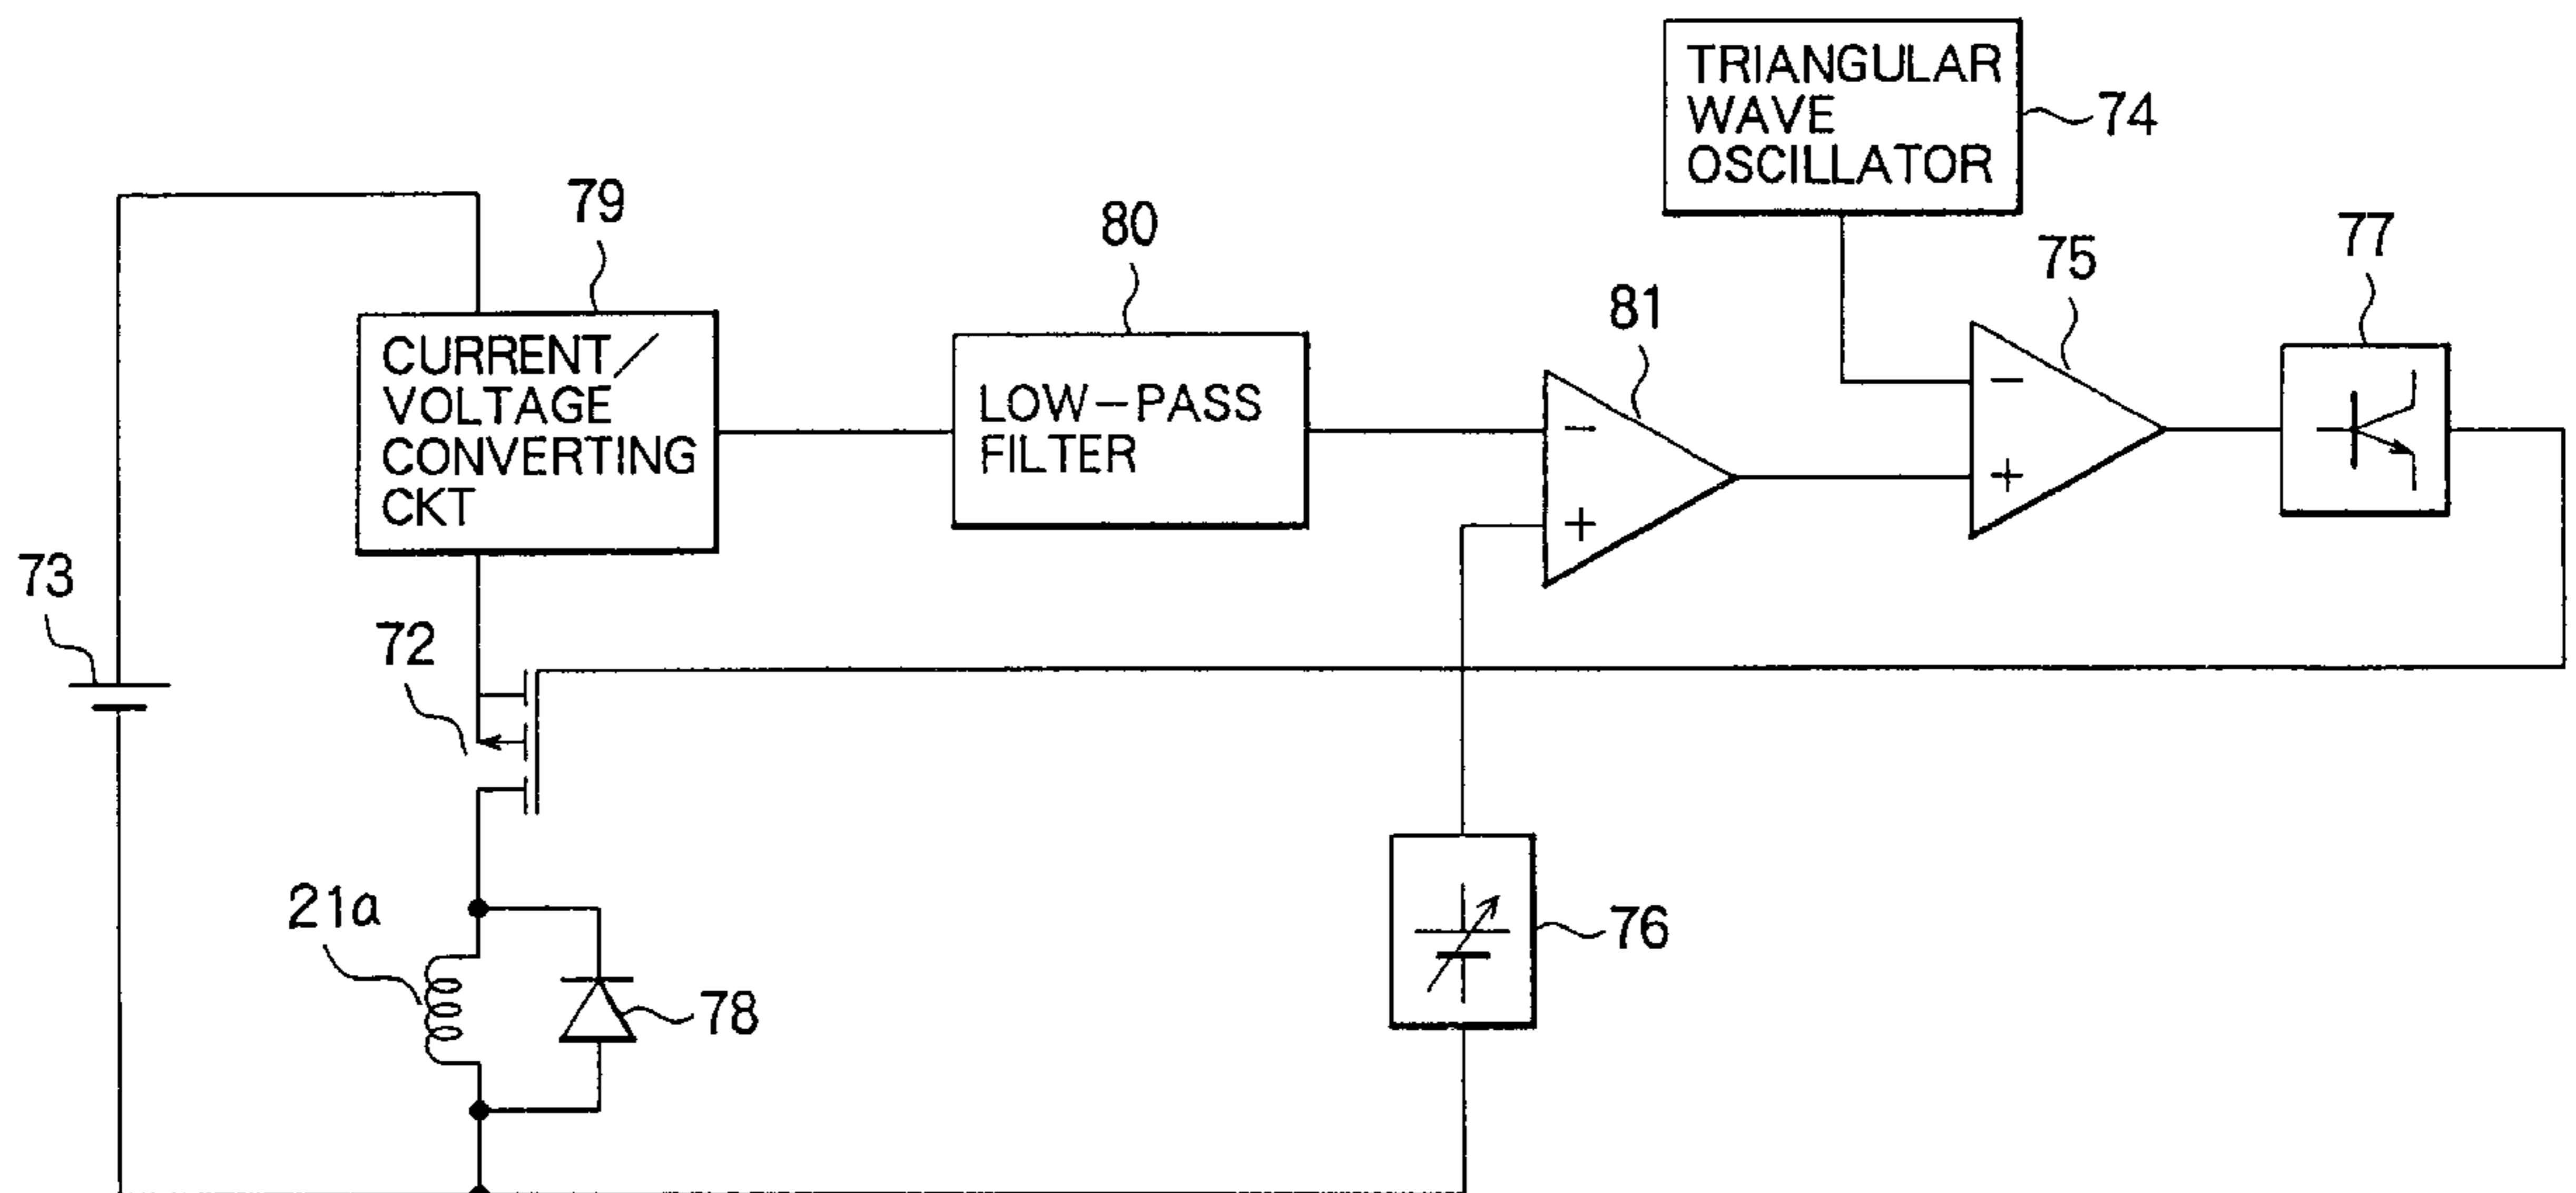 TRIANGULAR
WAVE
OSCILLATOR
74
79
80
81
75
77
CURRENT/
VOLTAGE
CONVERTING
CKT
LOW-PASS
FILTER
-
+
-
+
73
72
21a
78
76